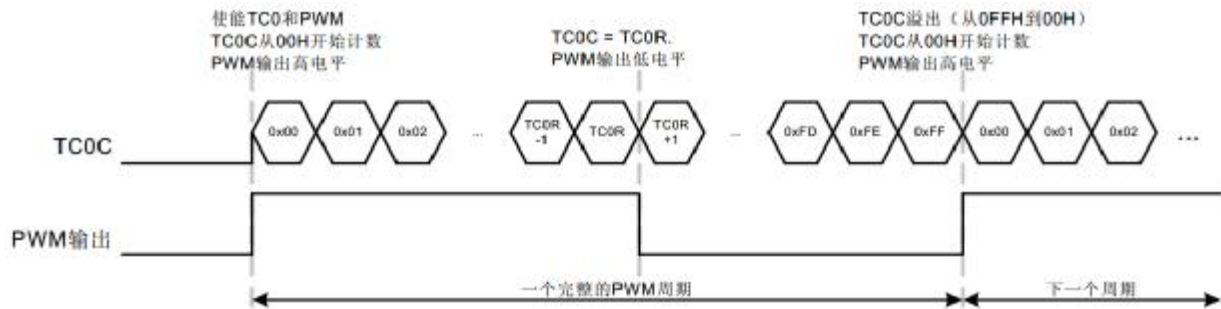 使能TC0和PWM
TC0C从00H开始计数
PWM输出高电平
TC0C = TC0R.
PWM输出低电平
TC0C溢出（从0FFH到00H）
TC0C从00H开始计数
PWM输出高电平
TC0C 0x00 0x01 0x02 ... TC0R -1 TC0R TC0R +1 ... 0xFD 0xFE 0xFF 0x00 0x01 0x02 ...
PWM输出
一个完整的PWM周期 下一个周期